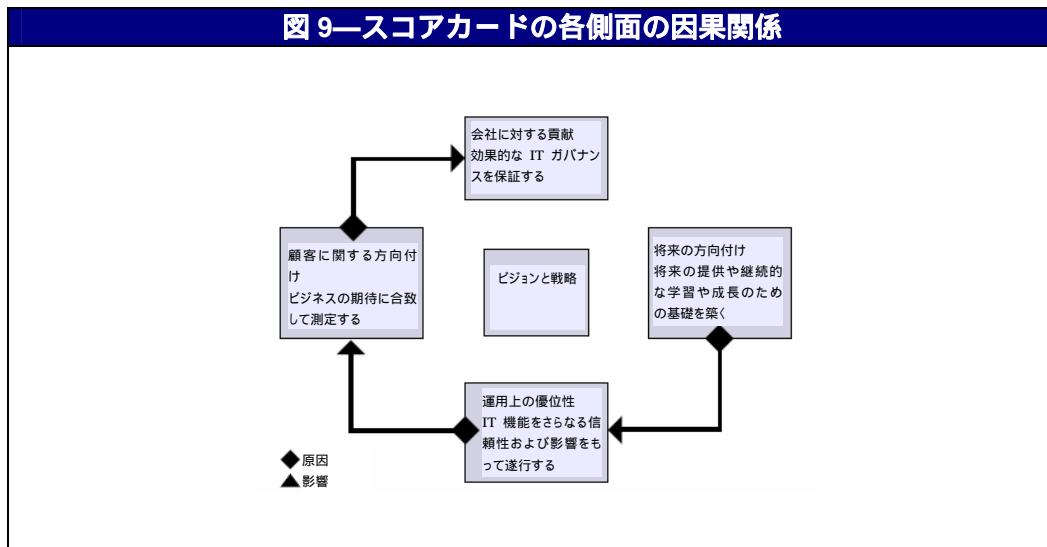 図 9―スコアカードの各側面の因果関係
会社に対する貢献
効果的な IT ガバナン
スを保証する
顧客に関する方向付
け
ビジネスの期待に合致
して測定する
ビジョンと戦略
将来の方向付け
将来の提供や継続的
な学習や成長のため
の基礎を築く
運用上の優位性
IT 機能をさらなる信
頼性および影響をも
って遂行する
原因
影響